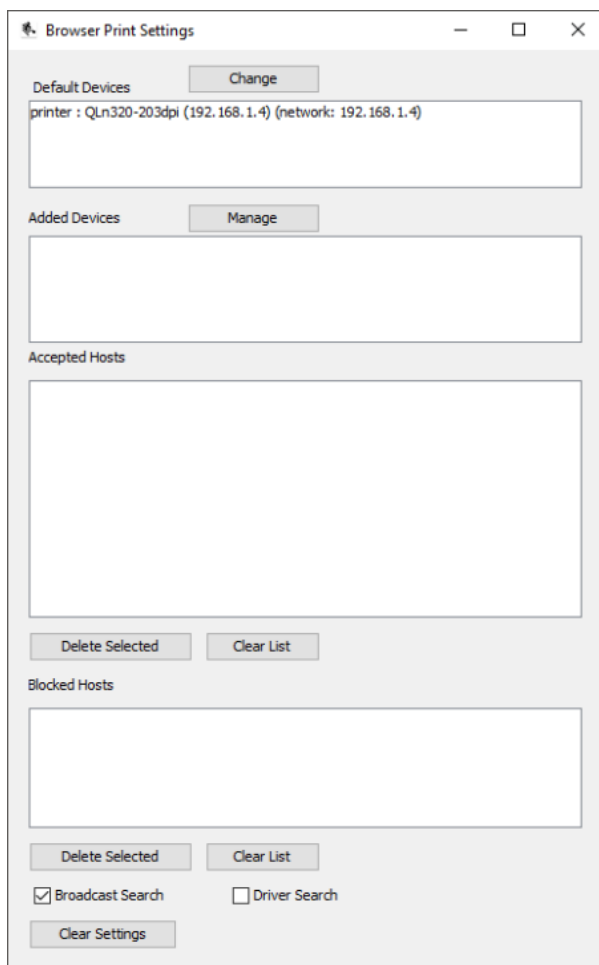 Browser Print Settings
Default Devices
Change
printer : QLn320-203dpi (192.168.1.4) (network: 192.168.1.4)
Added Devices
Manage
Accepted Hosts
Delete Selected
Clear List
Blocked Hosts
Delete Selected
Clear List
Broadcast Search
Driver Search
Clear Settings